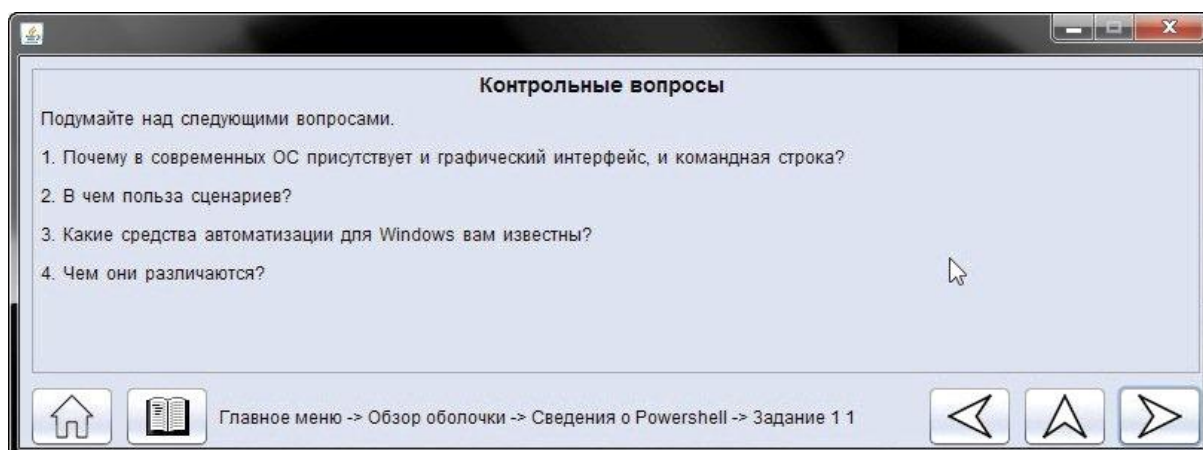 Контрольные вопросы
Подумайте над следующими вопросами.
1. Почему в современных ОС присутствует и графический интерфейс, и командная строка?
2. В чем польза сценариев?
3. Какие средства автоматизации для Windows вам известны?
4. Чем они различаются?
Главное меню -> Обзор оболочки -> Сведения о Powershell -> Задание 1 1